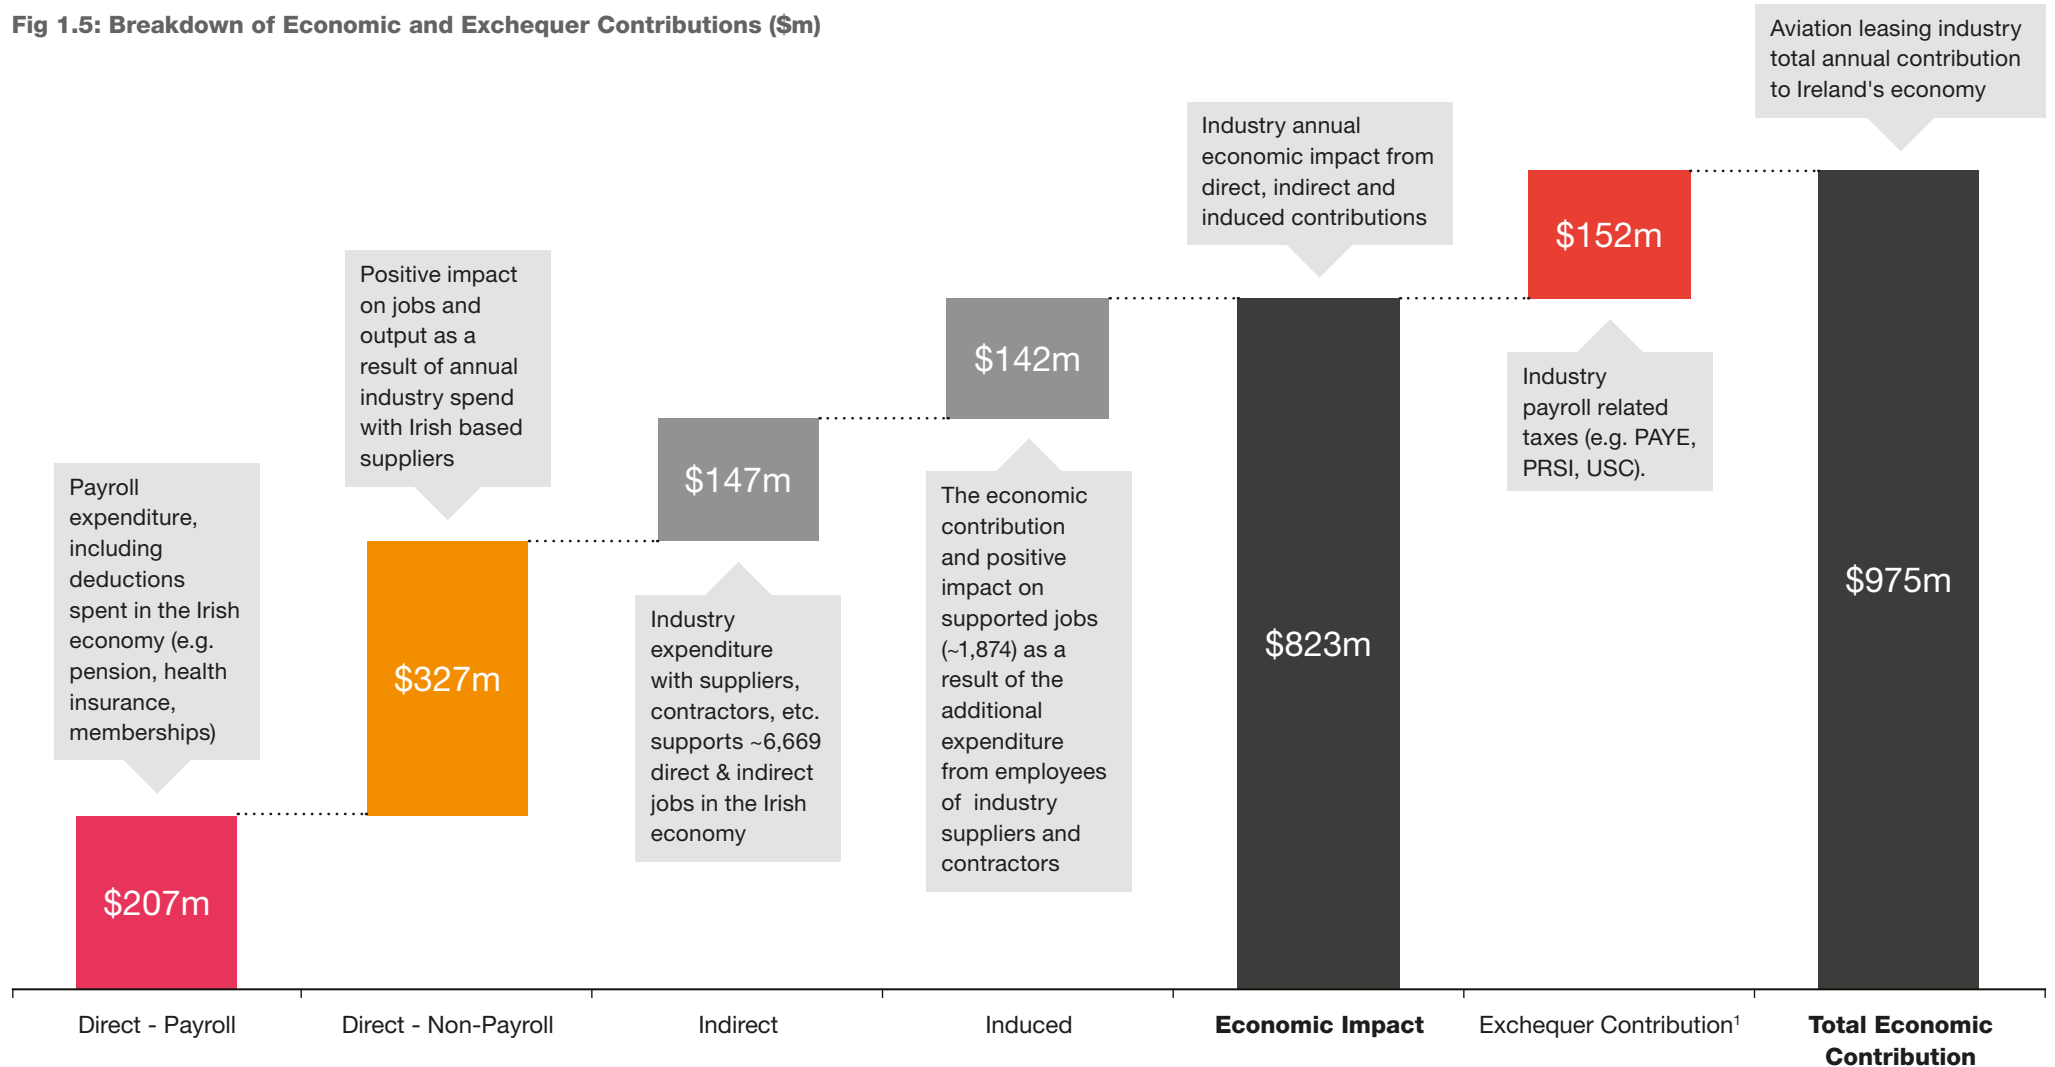 Fig 1.5: Breakdown of Economic and Exchequer Contributions ($m)
Payroll
expenditure,
including
deductions
spent in the Irish
economy (e.g.
pension, health
insurance,
memberships)
$207m
Positive impact
on jobs and
output as a
result of annual
industry spend
with Irish based
suppliers
$327m
$147m
Industry
expenditure
with suppliers,
contractors, etc.
supports ~6,669
direct & indirect
jobs in the Irish
economy
$142m
The economic
contribution
and positive
impact on
supported jobs
(~1,874) as a
result of the
additional
expenditure
from employees
of industry
suppliers and
contractors
Industry annual
economic impact from
direct, indirect and
induced contributions
$823m
$152m
Industry
payroll related
taxes (e.g. PAYE,
PRSI, USC).
Aviation leasing industry
total annual contribution
to Ireland's economy
$975m
Direct - Payroll
Direct - Non-Payroll
Indirect
Induced
Economic Impact
Exchequer Contribution¹
Total Economic
Contribution